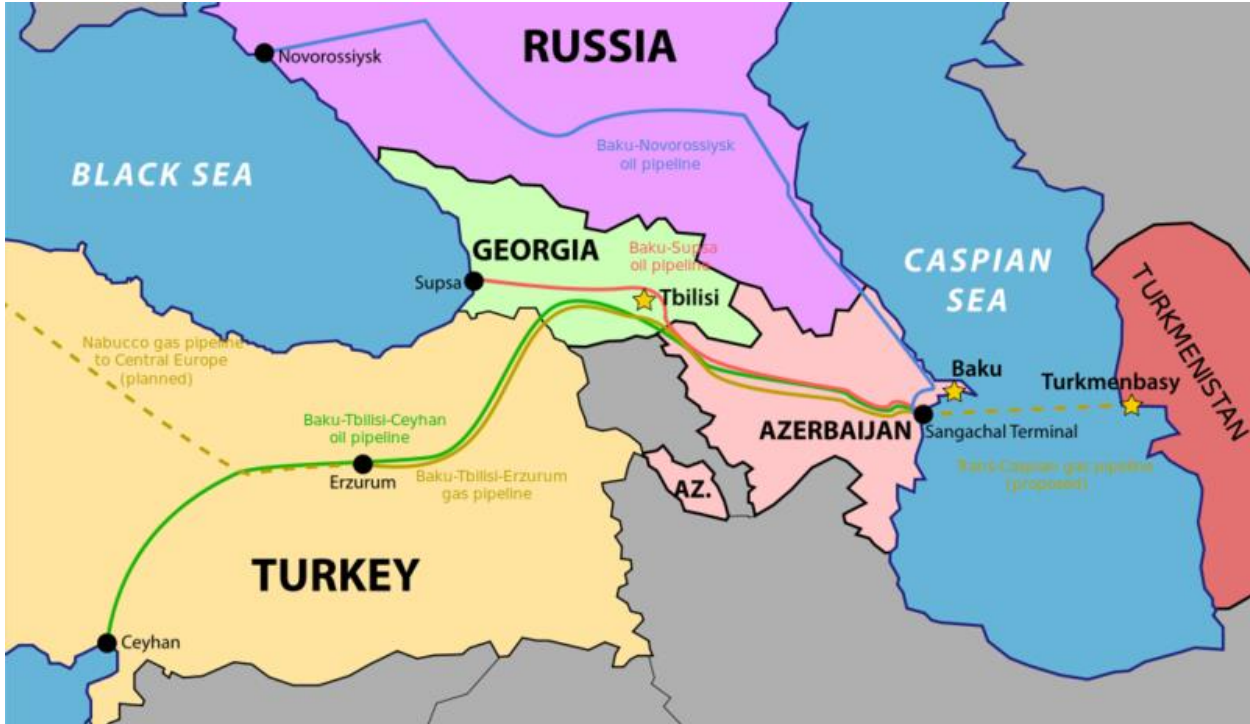 RUSSIA
Novorossiysk
Baku-Novorossiysk
oil pipeline
BLACK SEA
GEORGIA
Baku-Supsa
oil pipeline
Supsa
Tbilisi
CASPIAN
SEA
TURKMENISTAN
Nabucco gas pipeline
to Central Europe
(planned)
Baku
Turkmenbasy
Baku-Tbilisi-Ceyhan
oil pipeline
AZERBAIJAN
Sangachal Terminal
Erzurum
Baku-Tbilisi-Erzurum
gas pipeline
Trans-Caspian gas pipeline
(proposed)
AZ.
TURKEY
Ceyhan